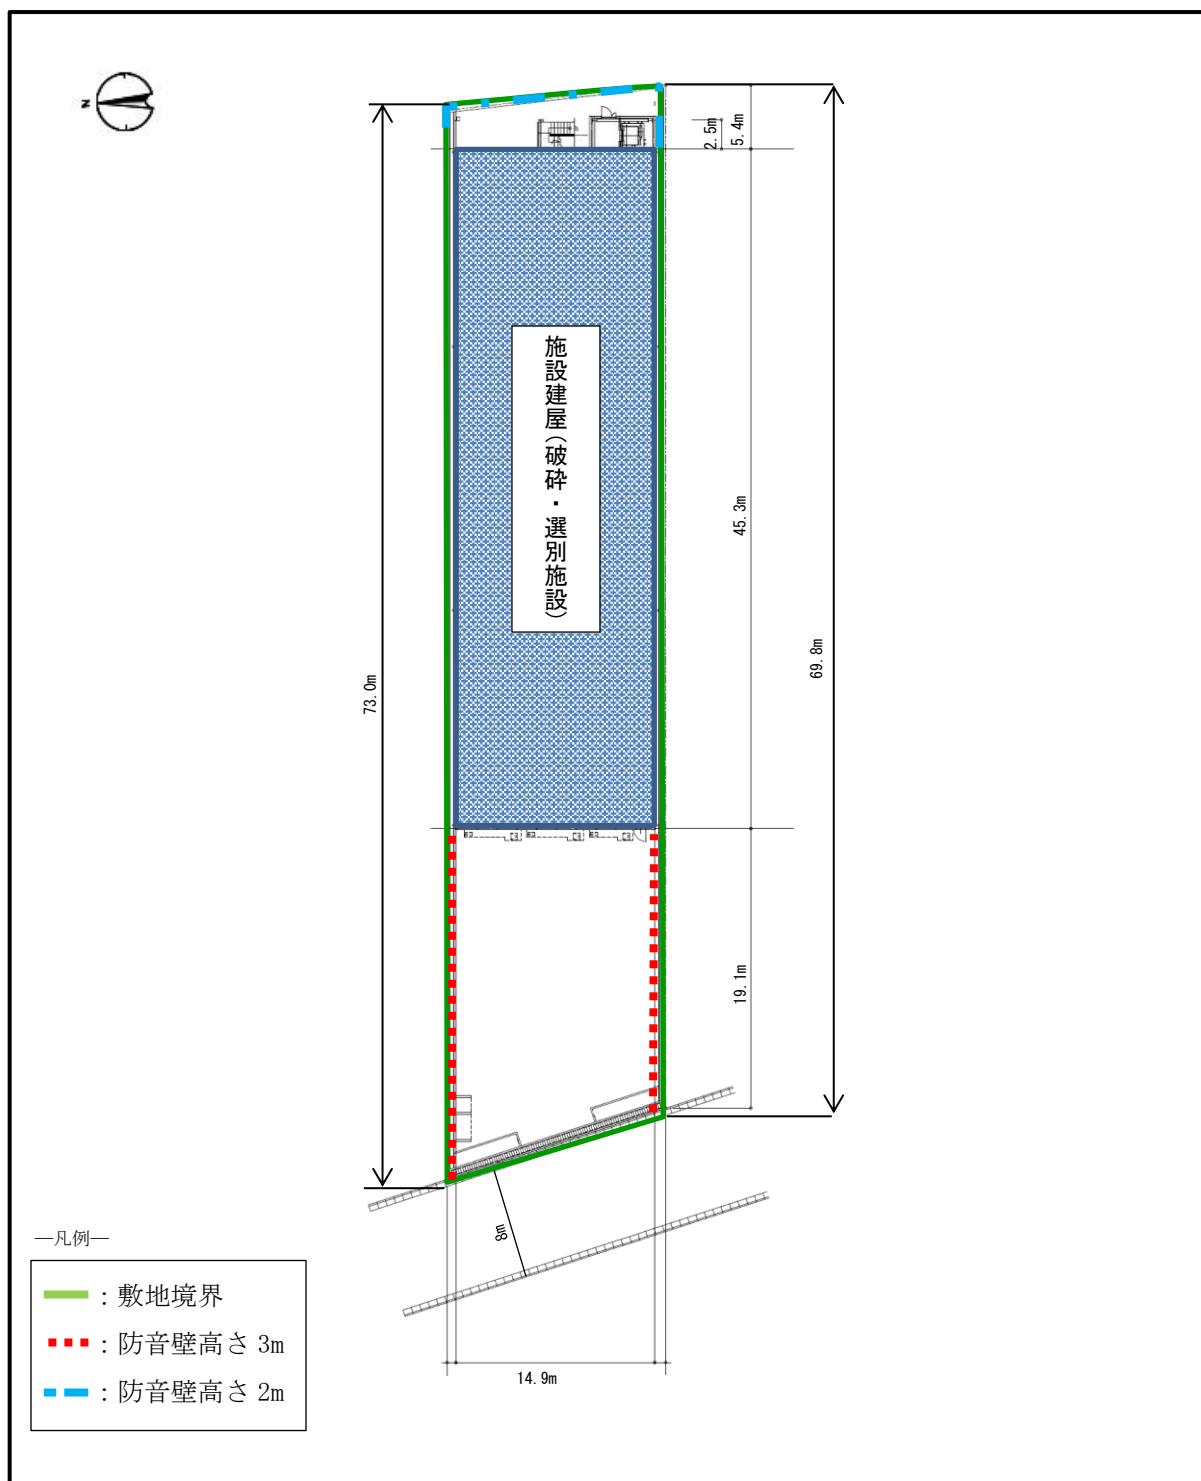 N
2.5m
5.4m
施設建屋（破砕・選別施設）
45.3m
69.8m
73.0m
19.1m
8m
14.9m
―凡例―
：敷地境界
：防音壁高さ 3m
：防音壁高さ 2m